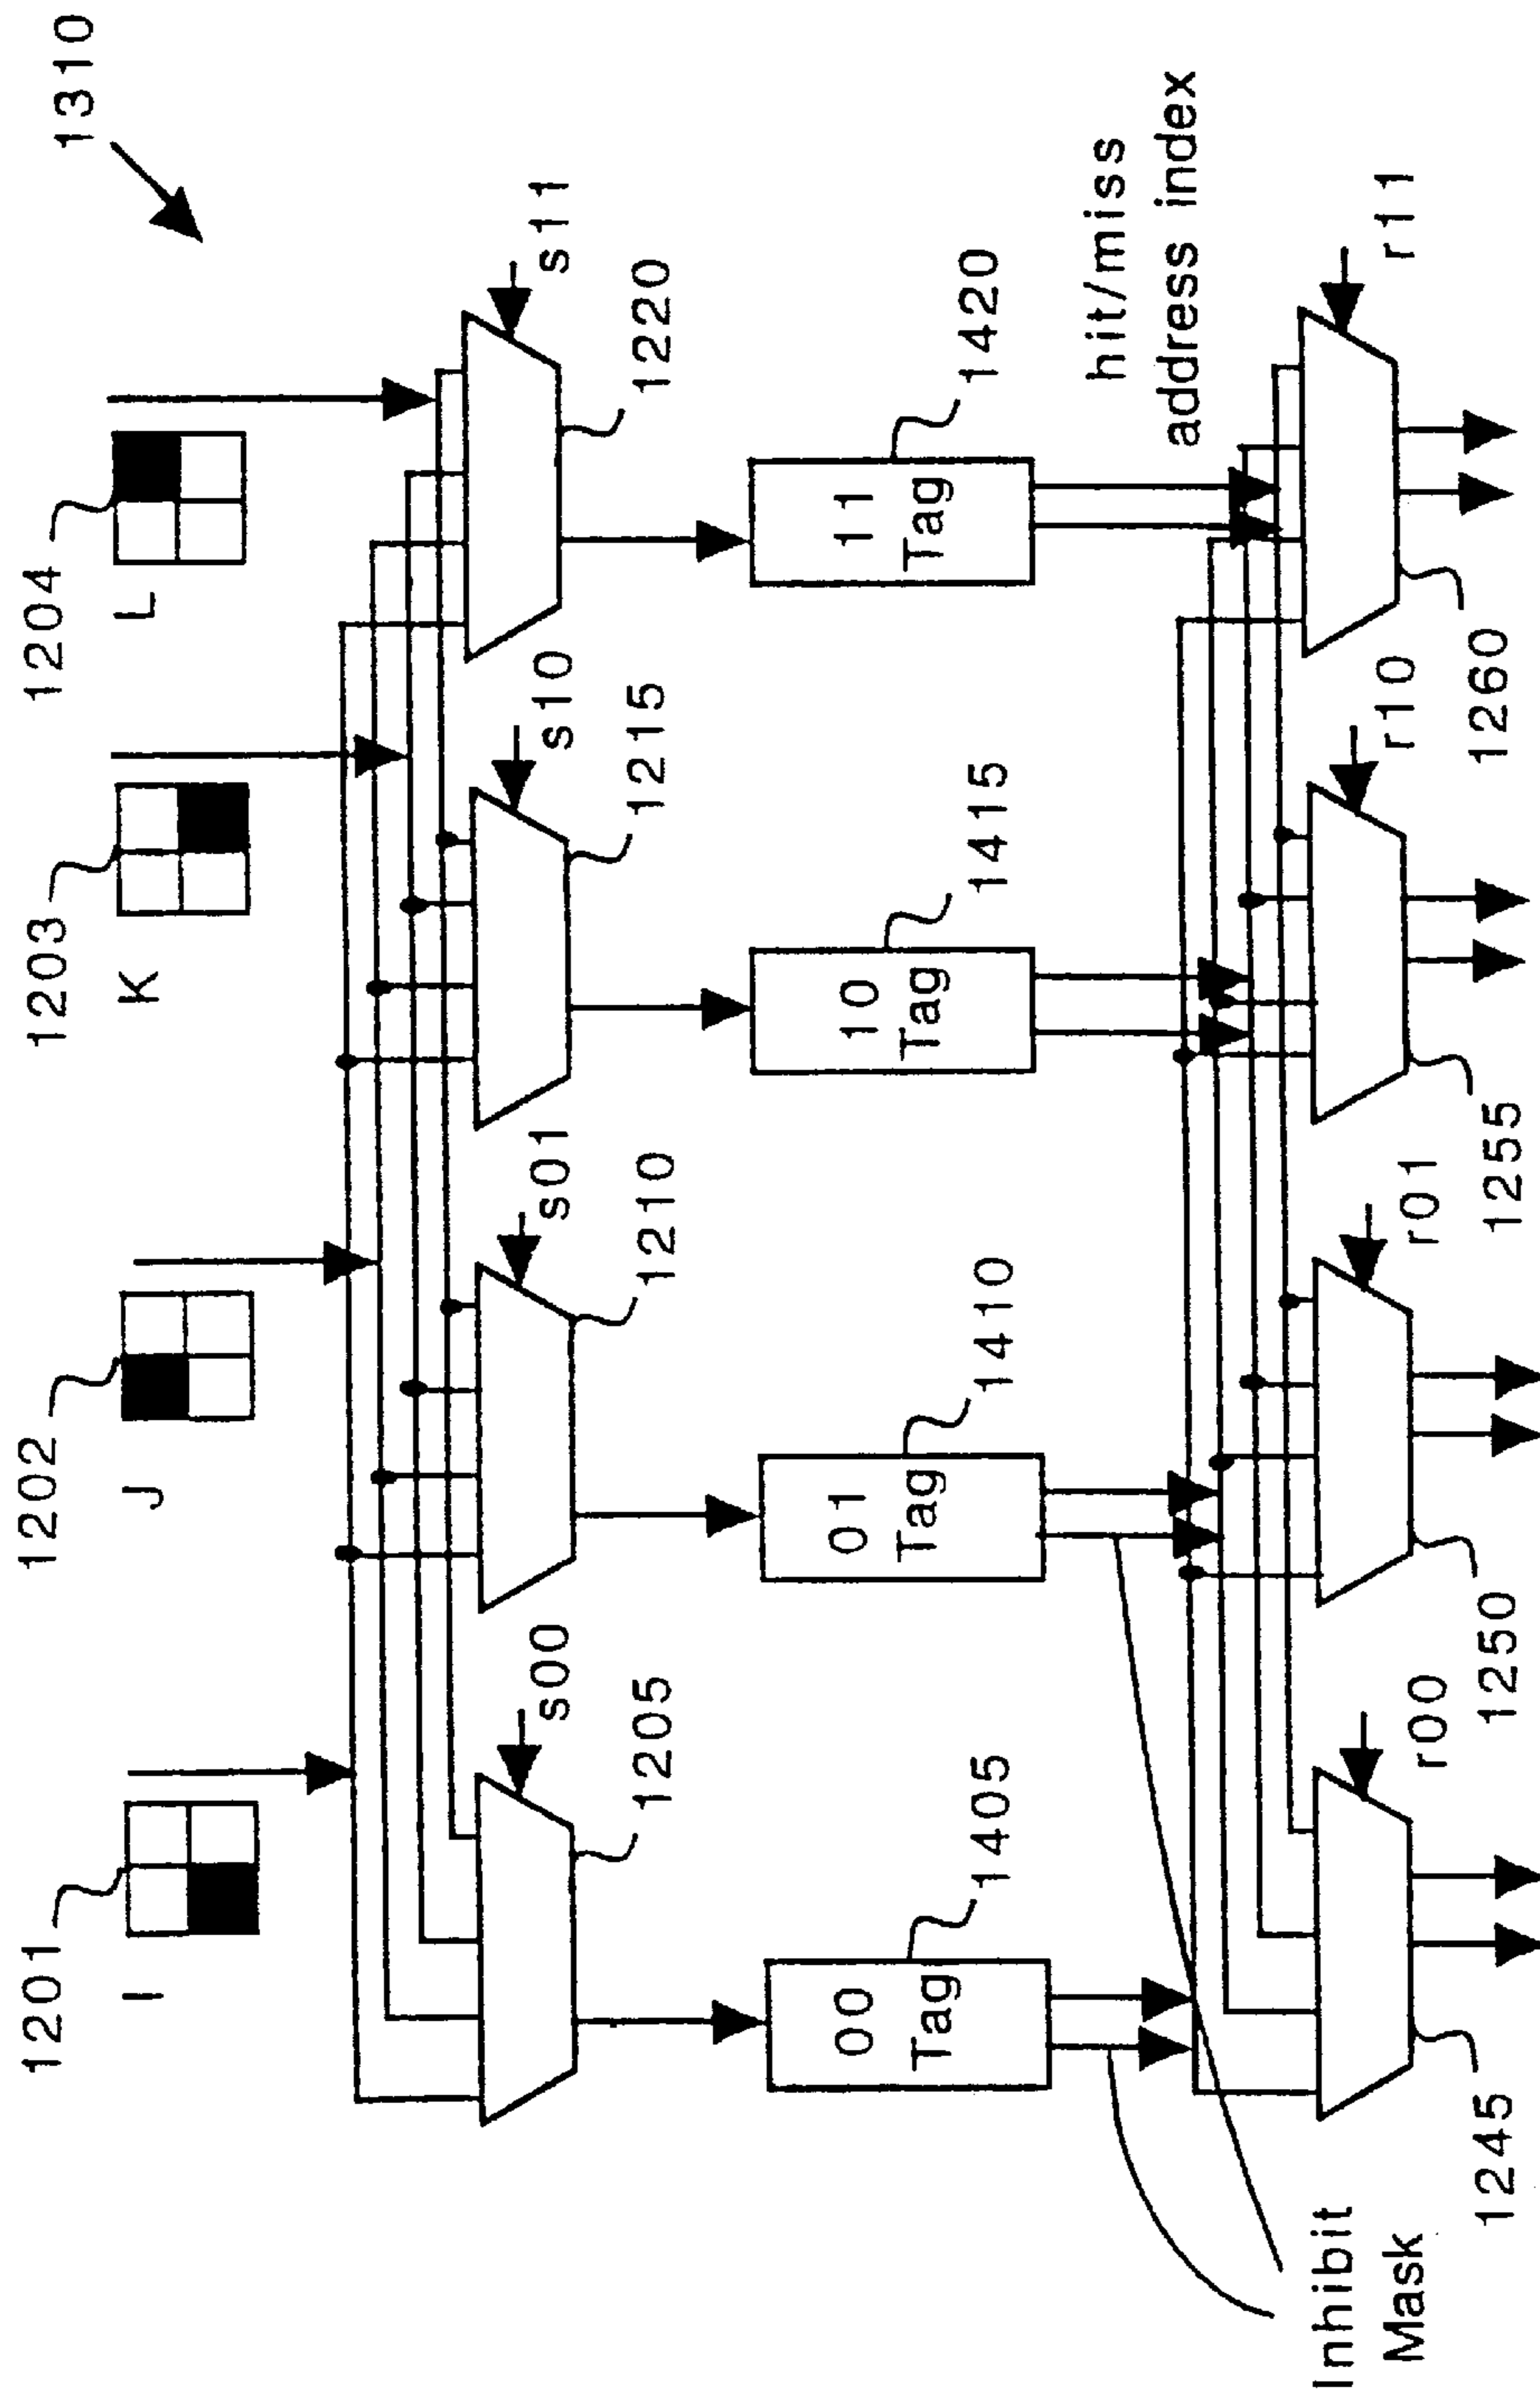 1310
1201
1202
1203
1204
I
J
K
L
s00
s01
s10
s11
1205
1210
1215
1220
00
Tag
01
Tag
10
Tag
11
Tag
1405
1410
1415
1420
hit/miss
address index
Inhibit
Mask
r00
r01
r10
r11
1245
1250
1255
1260